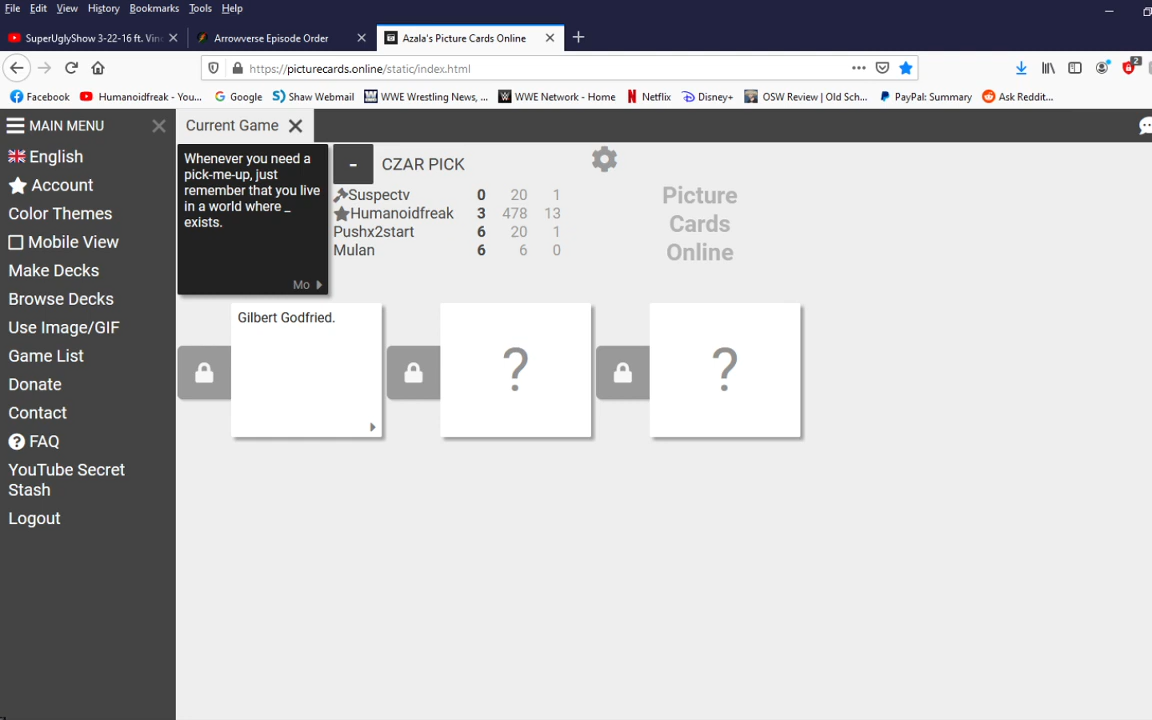 File Edit View History Bookmarks Tools Help
SuperUglyShow 3-22-16 ft. Vin
Arrowverse Episode Order
Azala's Picture Cards Online
https://picturecards.online/static/index.html
2
Facebook
Humanoidfreak - You...
Google
Shaw Webmail
WWE Wrestling News, ...
WWE Network - Home
Netflix
Disney+
OSW Review | Old Sch...
PayPal: Summary
Ask Reddit...
MAIN MENU
English
Account
Color Themes
Mobile View
Make Decks
Browse Decks
Use Image/GIF
Game List
Donate
Contact
FAQ
YouTube Secret
Stash
Logout
Current Game
Whenever you need a
pick-me-up, just
remember that you live
in a world where _
exists.
Mo
- CZAR PICK
Suspectv 0 20 1
Humanoidfreak 3 478 13
Pushx2start 6 20 1
Mulan 6 6 0
Picture
Cards
Online
Gilbert Godfried.
?
?